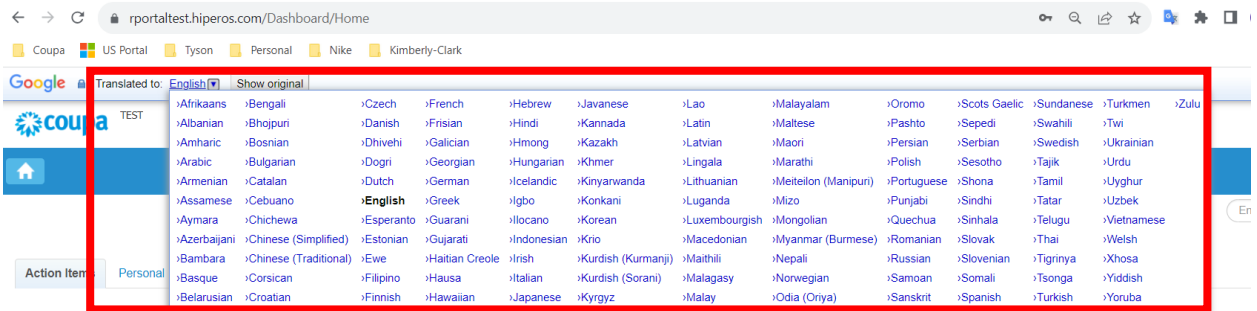 rportaltest.hiperos.com/Dashboard/Home
Coupa US Portal Tyson Personal Nike Kimberly-Clark
Google Translated to: English Show original
coupa TEST
›Afrikaans ›Bengali ›Czech ›French ›Hebrew ›Javanese ›Lao ›Malayalam ›Oromo ›Scots Gaelic ›Sundanese ›Turkmen ›Zulu
›Albanian ›Bhojpuri ›Danish ›Frisian ›Hindi ›Kannada ›Latin ›Maltese ›Pashto ›Sepedi ›Swahili ›Twi
›Amharic ›Bosnian ›Dhivehi ›Galician ›Hmong ›Kazakh ›Latvian ›Maori ›Persian ›Serbian ›Swedish ›Ukrainian
›Arabic ›Bulgarian ›Dogri ›Georgian ›Hungarian ›Khmer ›Lingala ›Marathi ›Polish ›Sesotho ›Tajik ›Urdu
›Armenian ›Catalan ›Dutch ›German ›Icelandic ›Kinyarwanda ›Lithuanian ›Meiteilon (Manipuri) ›Portuguese ›Shona ›Tamil ›Uyghur
›Assamese ›Cebuano ›English ›Greek ›Igbo ›Konkani ›Luganda ›Mizo ›Punjabi ›Sindhi ›Tatar ›Uzbek
›Aymara ›Chichewa ›Esperanto ›Guarani ›Ilocano ›Korean ›Luxembourgish ›Mongolian ›Quechua ›Sinhala ›Telugu ›Vietnamese
›Azerbaijani ›Chinese (Simplified) ›Estonian ›Gujarati ›Indonesian ›Krio ›Macedonian ›Myanmar (Burmese) ›Romanian ›Slovak ›Thai ›Welsh
›Bambara ›Chinese (Traditional) ›Ewe ›Haitian Creole ›Irish ›Kurdish (Kurmanji) ›Maithili ›Nepali ›Russian ›Slovenian ›Tigrinya ›Xhosa
›Basque ›Corsican ›Filipino ›Hausa ›Italian ›Kurdish (Sorani) ›Malagasy ›Norwegian ›Samoan ›Somali ›Tsonga ›Yiddish
›Belarusian ›Croatian ›Finnish ›Hawaiian ›Japanese ›Kyrgyz ›Malay ›Odia (Oriya) ›Sanskrit ›Spanish ›Turkish ›Yoruba
Action Items Personal